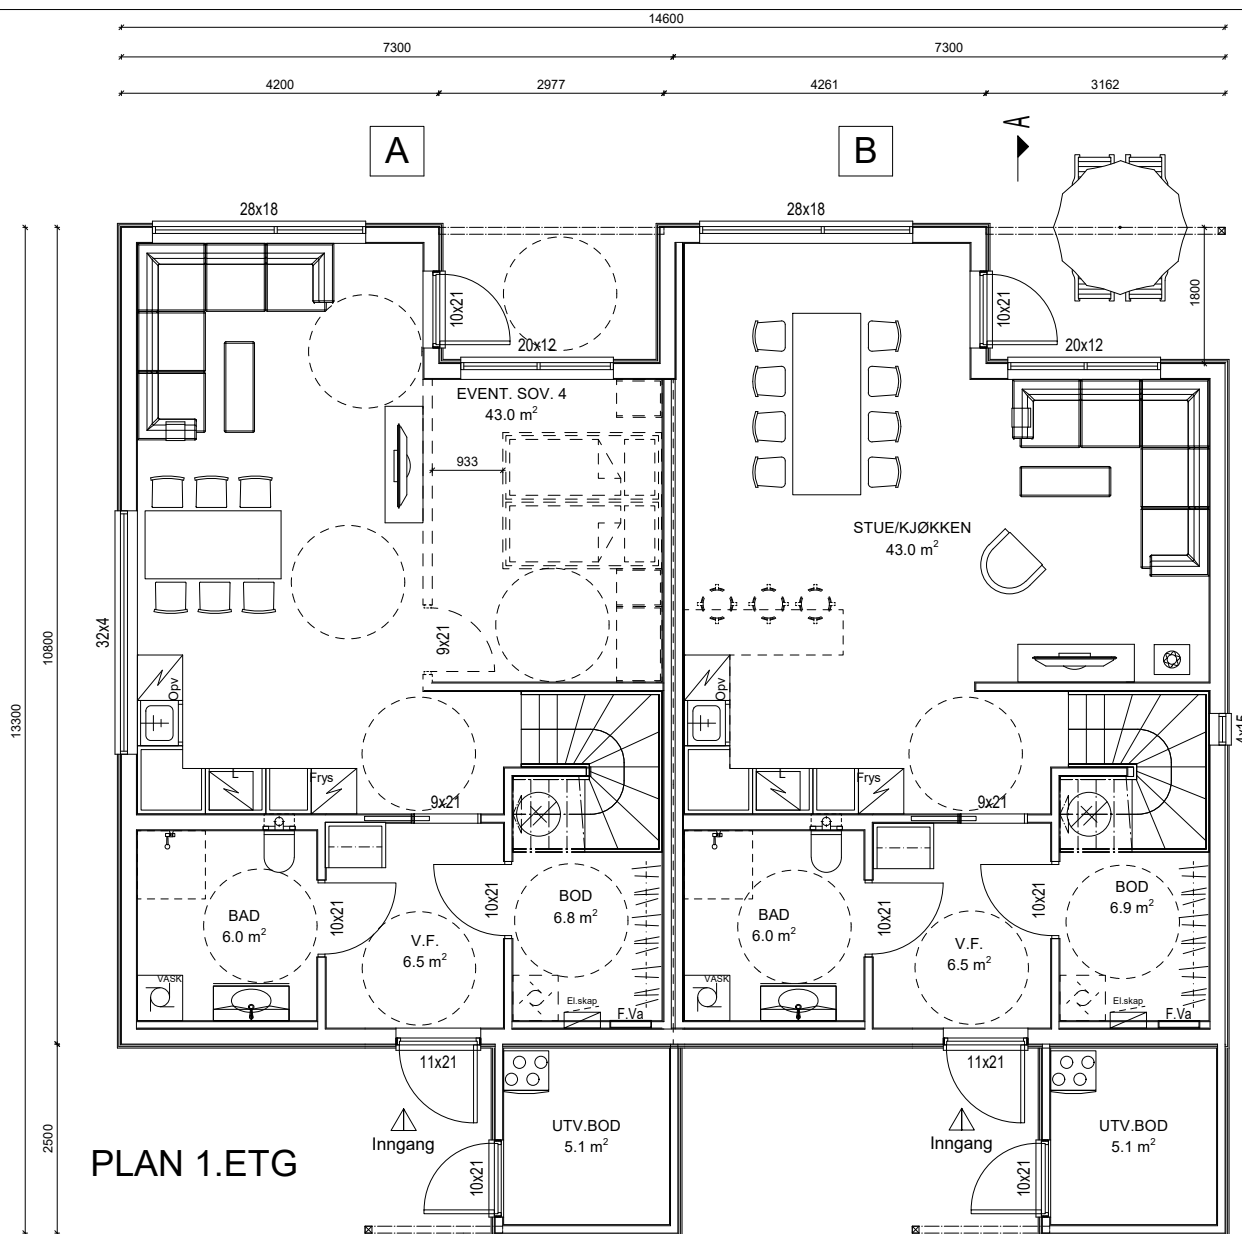 14600
7300 7300
4200 2977 4261 3162
A B A
28x18 28x18
10x21 10x21 1800
20x12 20x12
EVENT. SOV. 4
43.0 m²
933
STUE/KJØKKEN
43.0 m²
32x4 9x21
10800
13300
Opv Opv
4x15
L Frys L Frys
9x21 9x21
BAD
6.0 m²
10x21
V.F.
6.5 m²
10x21
BOD
6.8 m²
BAD
6.0 m²
10x21
V.F.
6.5 m²
10x21
BOD
6.9 m²
VASK El.skap F.Va VASK El.skap F.Va
11x21 11x21
Inngang Inngang
UTV.BOD
5.1 m²
UTV.BOD
5.1 m²
10x21 10x21
2500
PLAN 1.ETG